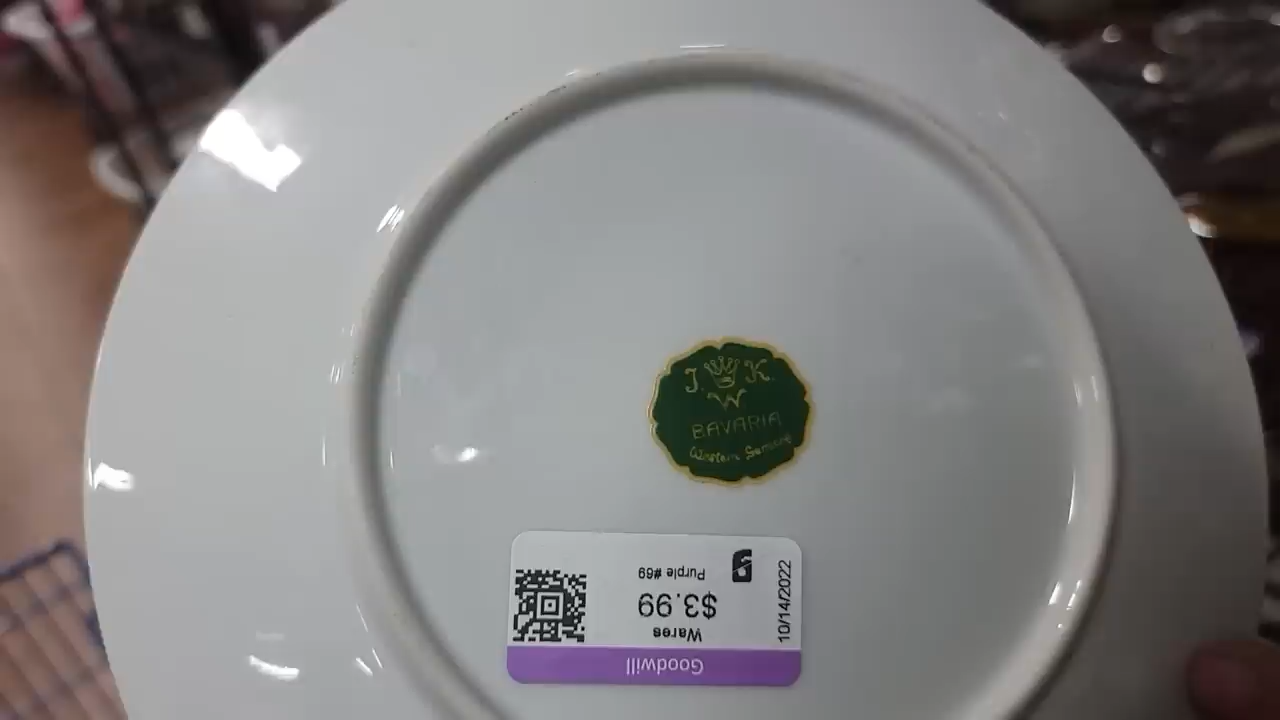 J. K.
W.
BAVARIA
Western Germany
Goodwill
Wares
$3.99
Purple #69
10/14/2022